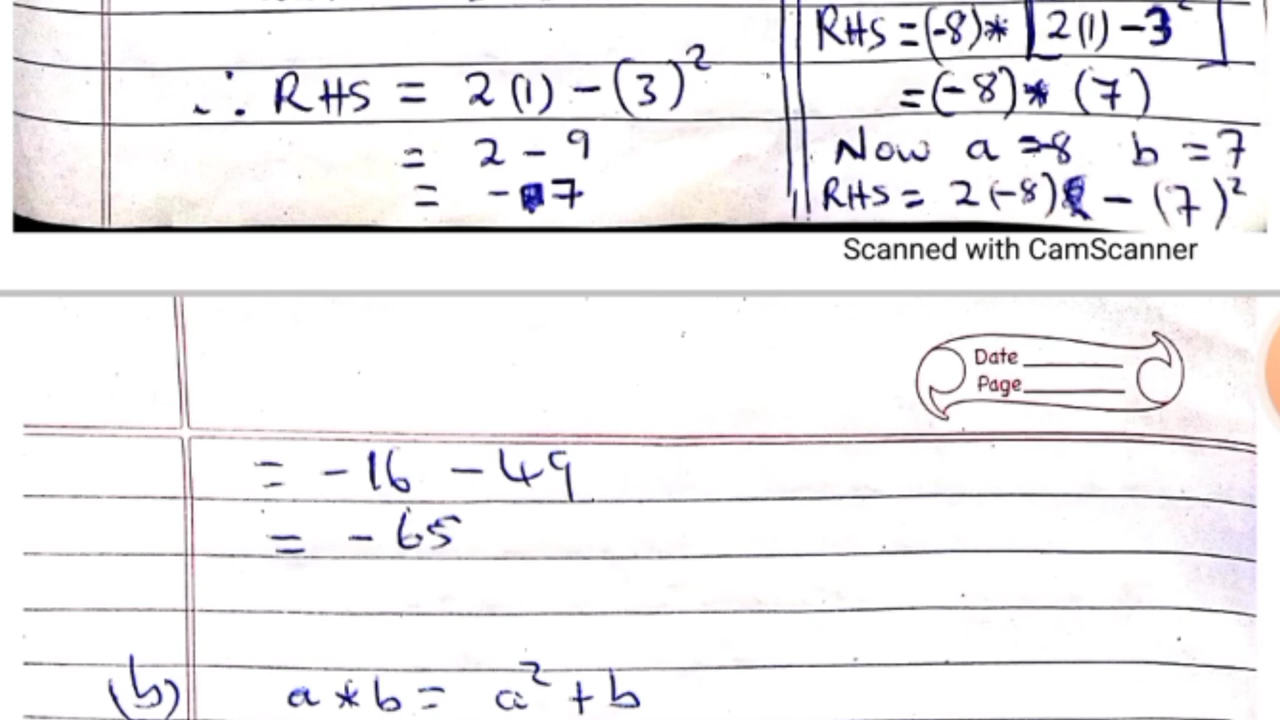 ∴ RHS = 2(1) - (3)²
= 2 - 9
= - 7
RHS = (-8)* [2(1) - 3²]
= (-8)* (7)
Now a = -8 b = 7
RHS = 2(-8) - (7)²
Scanned with CamScanner
Date
Page
= -16 - 49
= - 65
(b) a * b = a² + b